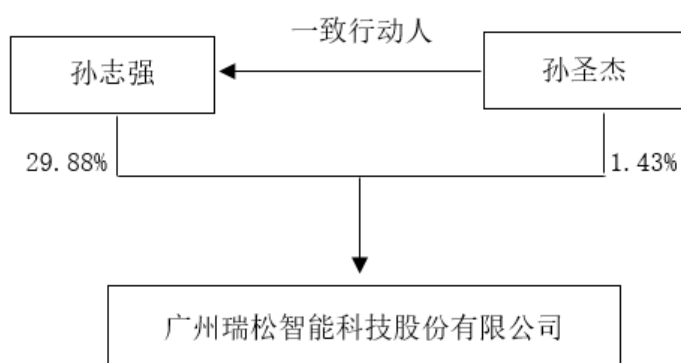 一致行动人
孙志强
孙圣杰
29.88%
1.43%
广州瑞松智能科技股份有限公司